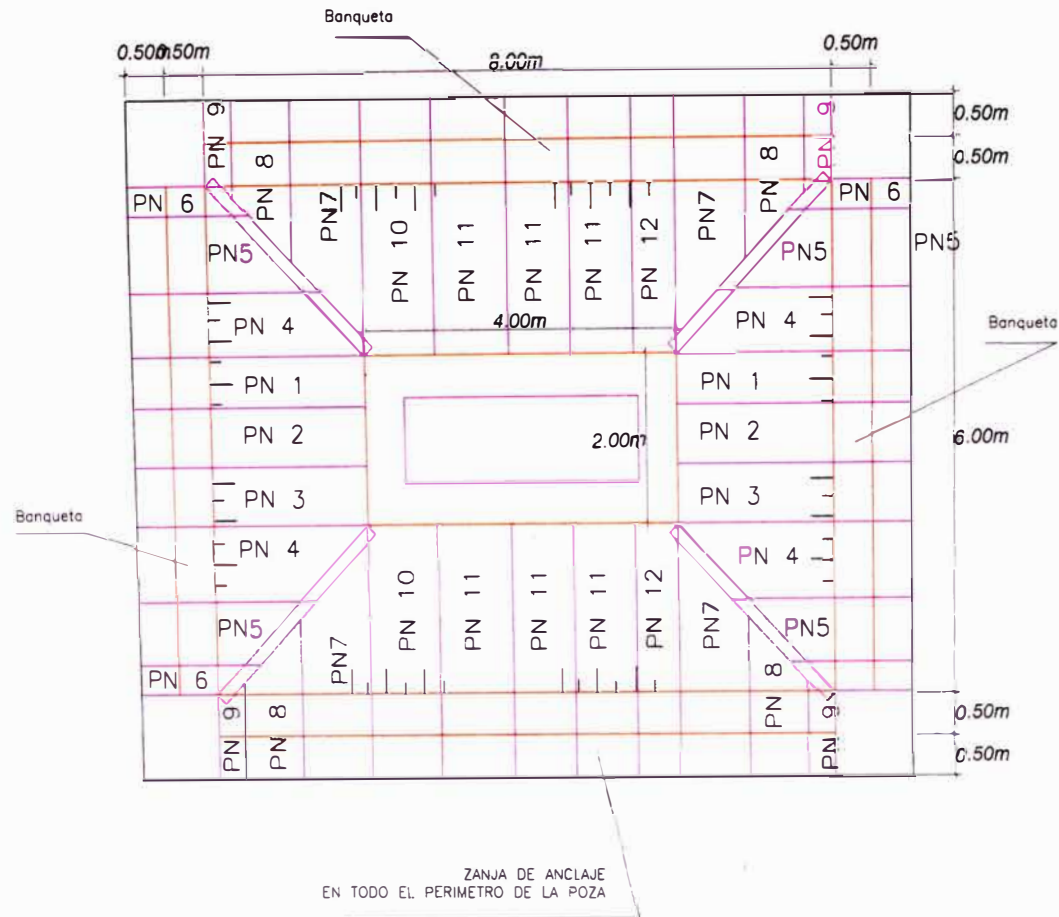 Banqueta
0.50m 0.50m 8.00m 0.50m
PN 9 PN 9 0.50m
PN 8 PN 8 0.50m
PN 6 PN7 PN7 PN 6
PN5 PN 10 PN 11 PN 11 PN 11 PN 12 PN5 PN5
PN 4 4.00m PN 4 Banqueta
PN 1 PN 1
PN 2 2.00m PN 2 6.00m
PN 3 PN 3
Banqueta
PN 4 PN 10 PN 11 PN 11 PN 11 PN 12 PN 4
PN5 PN7 PN7 PN5
PN 6 PN 8
PN 9 PN 8 PN 9 0.50m
0.50m
ZANJA DE ANCLAJE
EN TODO EL PERIMETRO DE LA POZA